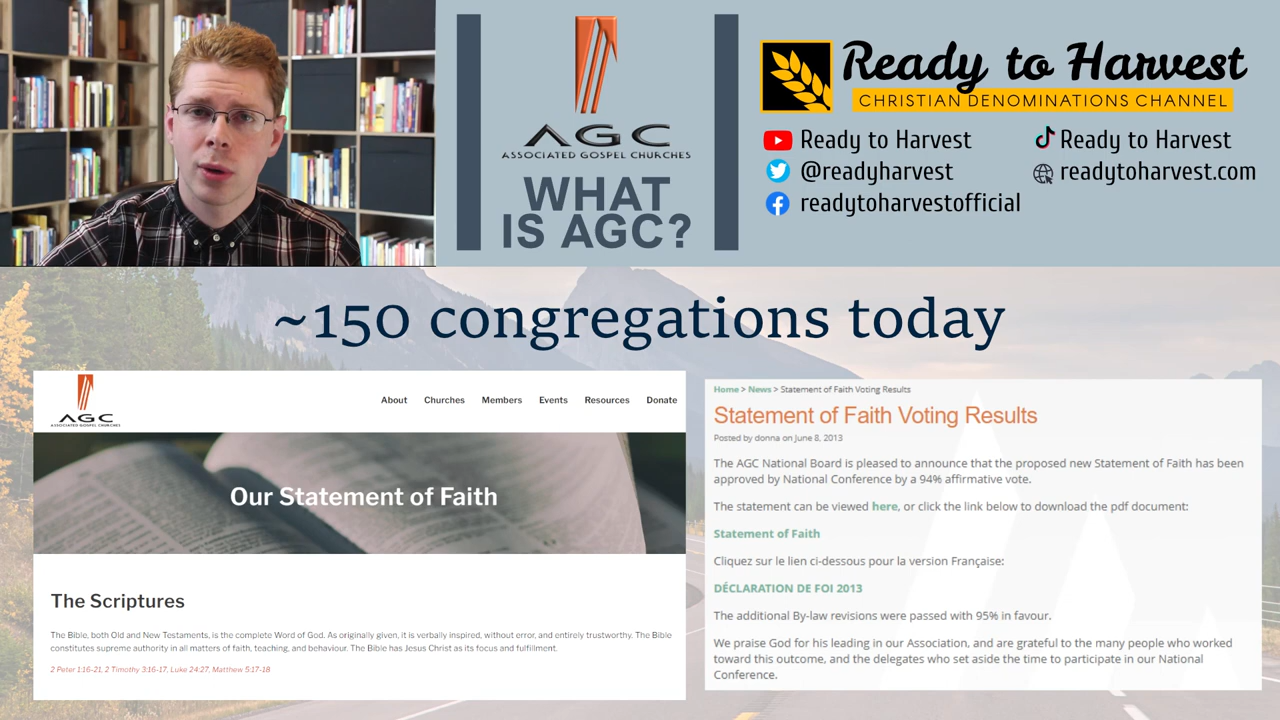 AGC
ASSOCIATED GOSPEL CHURCHES
WHAT
IS AGC?
Ready to Harvest
CHRISTIAN DENOMINATIONS CHANNEL
Ready to Harvest
Ready to Harvest
@readyharvest
readytoharvest.com
readytoharvestofficial
~150 congregations today
AGC
ASSOCIATED GOSPEL CHURCHES
About Churches Members Events Resources Donate
Our Statement of Faith
The Scriptures
The Bible, both Old and New Testaments, is the complete Word of God. As originally given, it is verbally inspired, without error, and entirely trustworthy. The Bible
constitutes supreme authority in all matters of faith, teaching, and behaviour. The Bible has Jesus Christ as its focus and fulfillment.
2 Peter 1:16-21, 2 Timothy 3:16-17, Luke 24:27, Matthew 5:17-18
Home > News > Statement of Faith Voting Results
Statement of Faith Voting Results
Posted by donna on June 8, 2013
The AGC National Board is pleased to announce that the proposed new Statement of Faith has been
approved by National Conference by a 94% affirmative vote.
The statement can be viewed here, or click the link below to download the pdf document:
Statement of Faith
Cliquez sur le lien ci-dessous pour la version Française:
DÉCLARATION DE FOI 2013
The additional By-law revisions were passed with 95% in favour.
We praise God for his leading in our Association, and are grateful to the many people who worked
toward this outcome, and the delegates who set aside the time to participate in our National
Conference.